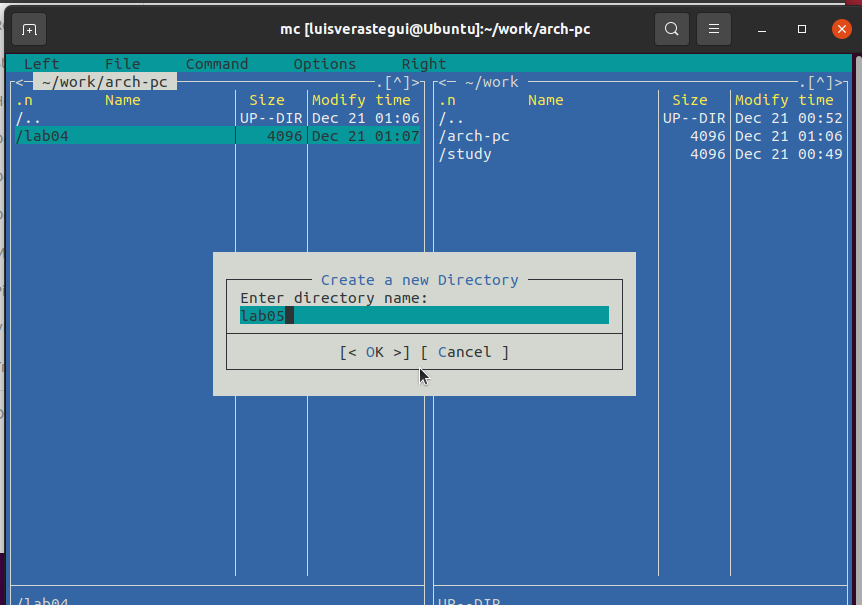 mc [luisverastegui@Ubuntu]:~/work/arch-pc
Left File Command Options Right
<─ ~/work/arch-pc .[^]>
.n Name Size Modify time
/.. UP--DIR Dec 21 01:06
/lab04 4096 Dec 21 01:07
<─ ~/work .[^]>
.n Name Size Modify time
/.. UP--DIR Dec 21 00:52
/arch-pc 4096 Dec 21 01:06
/study 4096 Dec 21 00:49
Create a new Directory
Enter directory name:
lab05
[< OK >] [ Cancel ]
/lab04
UP--DIR